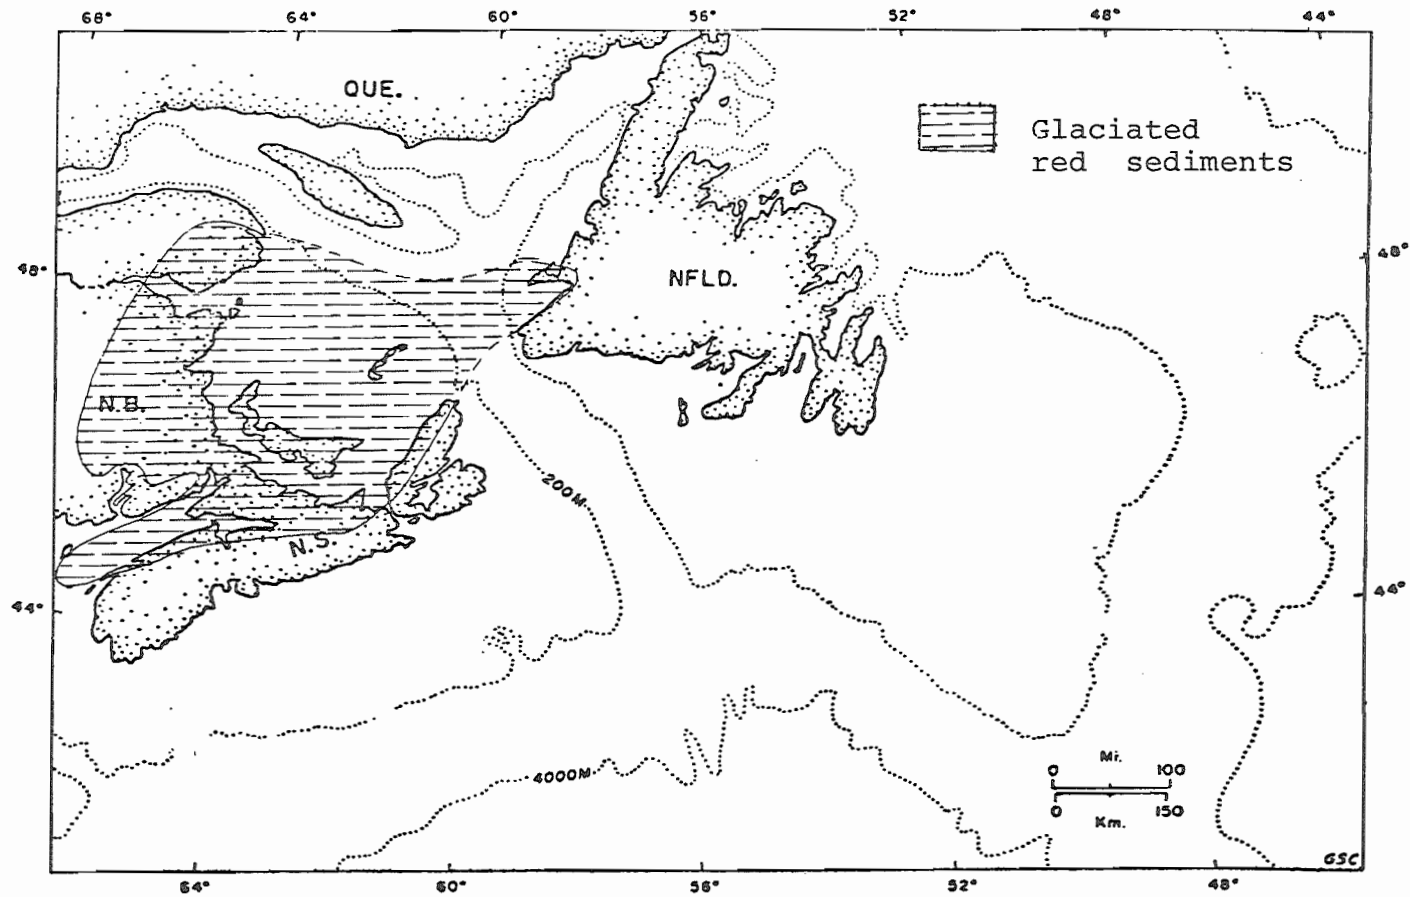 68° 64° 60° 56° 52° 48° 44°
QUE.
Glaciated
red sediments
48° 48°
NFLD.
N.B.
200M
N.S.
44° 44°
Mi.
0 100
4000M
0 150
Km.
GSC
64° 60° 56° 52° 48°